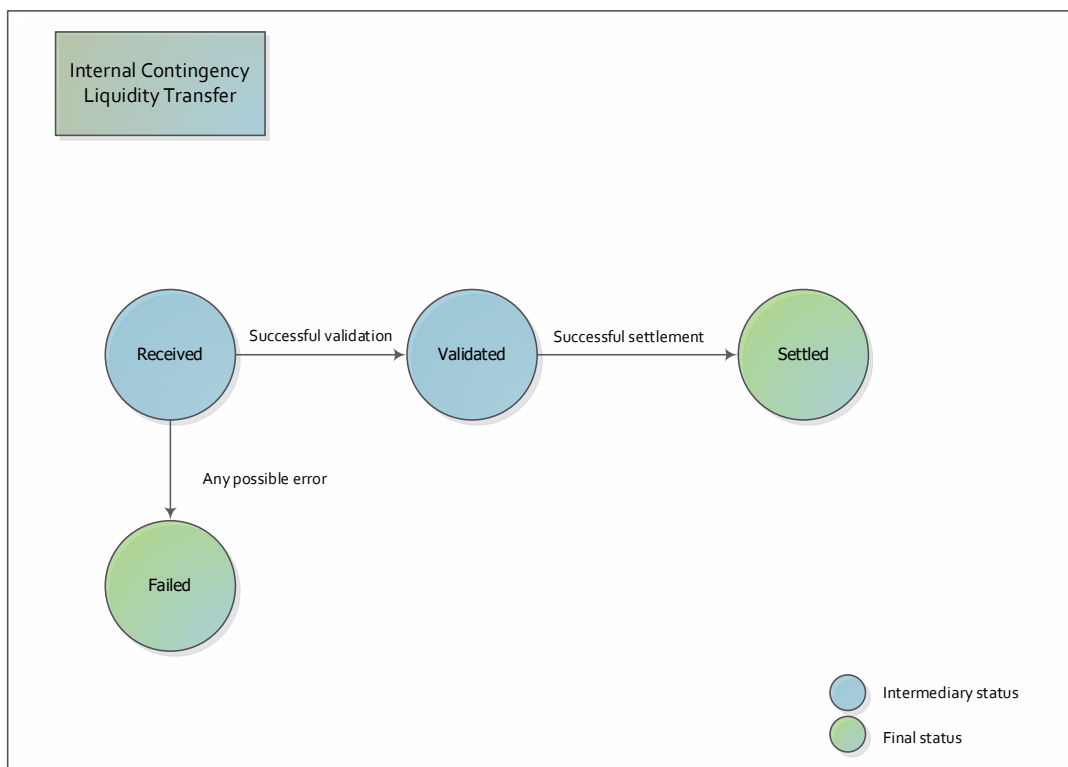 Internal Contingency
Liquidity Transfer
Received
Successful validation
Validated
Successful settlement
Settled
Any possible error
Failed
Intermediary status
Final status